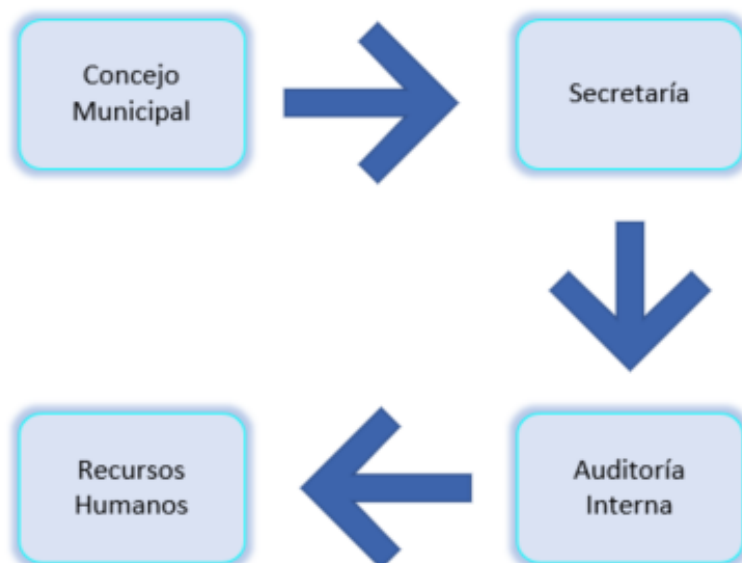 Concejo
Municipal
Secretaría
Auditoría
Interna
Recursos
Humanos